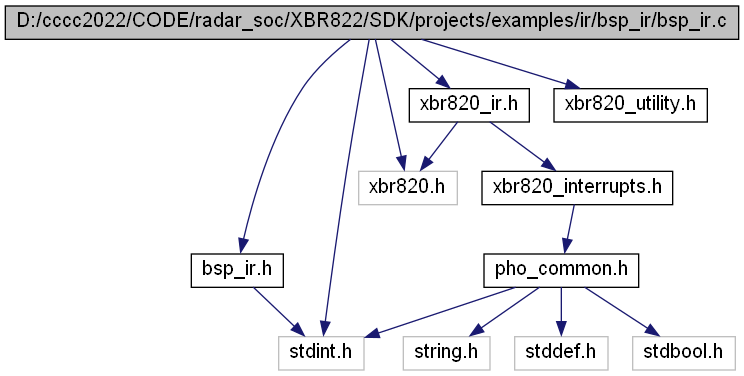 D:/cccc2022/CODE/radar_soc/XBR822/SDK/projects/examples/ir/bsp_ir/bsp_ir.c
xbr820_ir.h
xbr820_utility.h
xbr820.h
xbr820_interrupts.h
bsp_ir.h
pho_common.h
stdint.h
string.h
stddef.h
stdbool.h